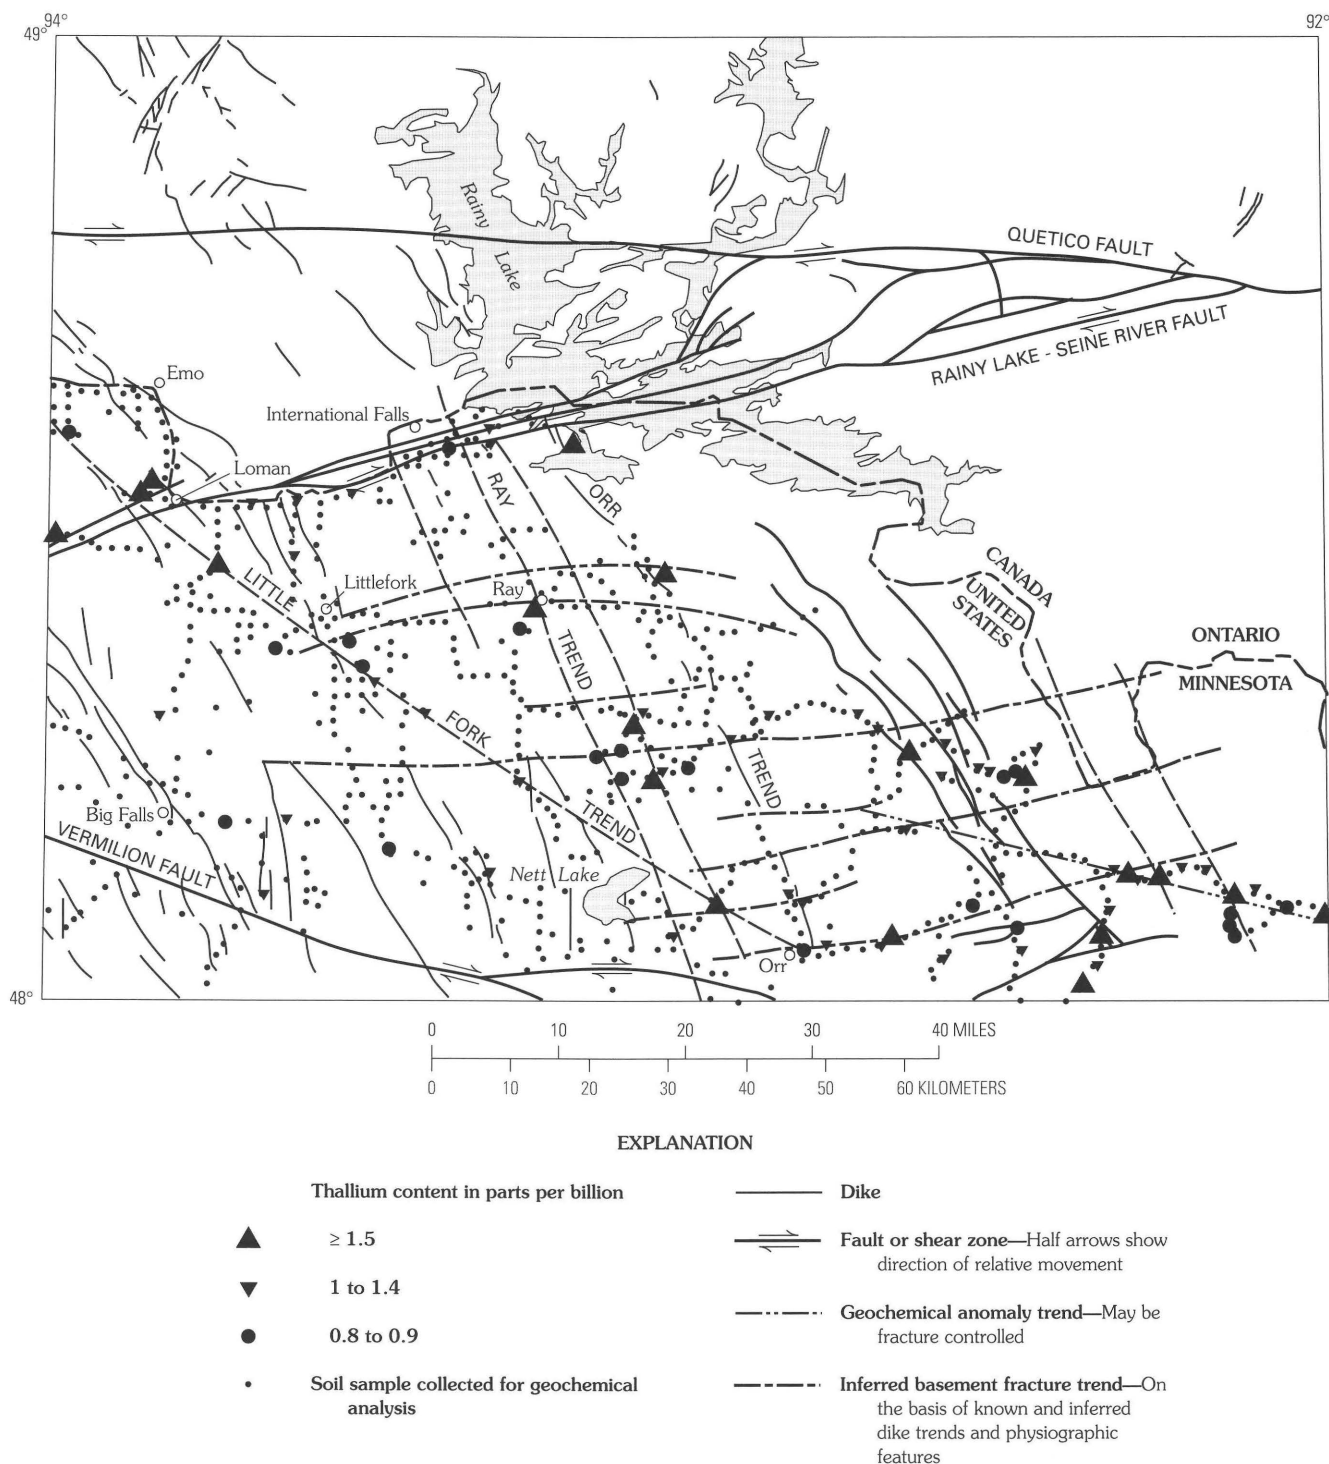 94°
92°
49°
Rainy
Lake
QUETICO FAULT
RAINY LAKE - SEINE RIVER FAULT
Emo
International Falls
Loman
RAY
ORR
CANADA
UNITED
STATES
LITTLE
Littlefork
Ray
TREND
ONTARIO
MINNESOTA
FORK
TREND
Big Falls
TREND
VERMILION FAULT
Nett Lake
Orr
48°
0 10 20 30 40 MILES
0 10 20 30 40 50 60 KILOMETERS
EXPLANATION
Thallium content in parts per billion
≥ 1.5
1 to 1.4
0.8 to 0.9
Soil sample collected for geochemical
analysis
Dike
Fault or shear zone—Half arrows show
direction of relative movement
Geochemical anomaly trend—May be
fracture controlled
Inferred basement fracture trend—On
the basis of known and inferred
dike trends and physiographic
features